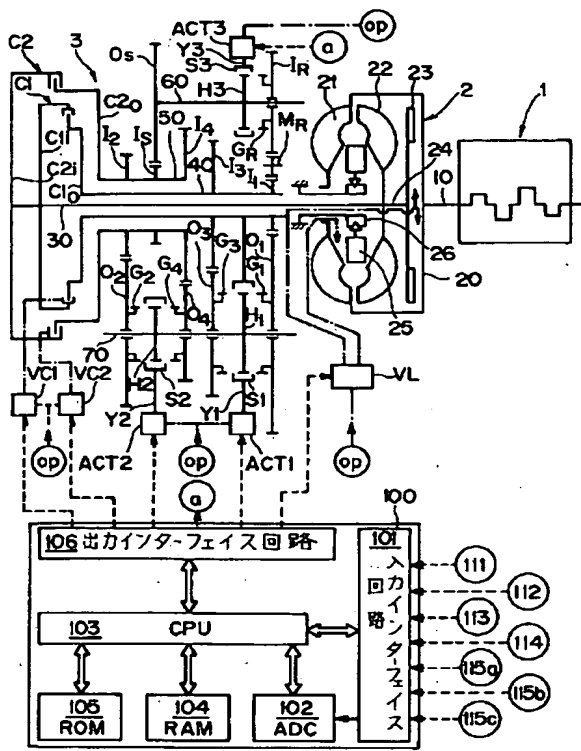 ACT3
op
C2
3
Os
Y3
S3
a
CI
C2o
60
H3
IR
21
22
23
2
1
I2
Is
50
I4
GR
MR
CI
40
I3
I1
24
10
C2i
CIo
30
O3
O1
26
O2
G2
G4
G3
G1
20
O4
25
70
H1
VC1
VC2
H2
S2
S1
VL
Y2
Y1
op
ACT2
op
ACT1
op
a
100
106 出力インターフェイス回路
101
入力インターフェイス回路
111
112
103 CPU
113
114
115a
105
ROM
104
RAM
102
ADC
115b
115c